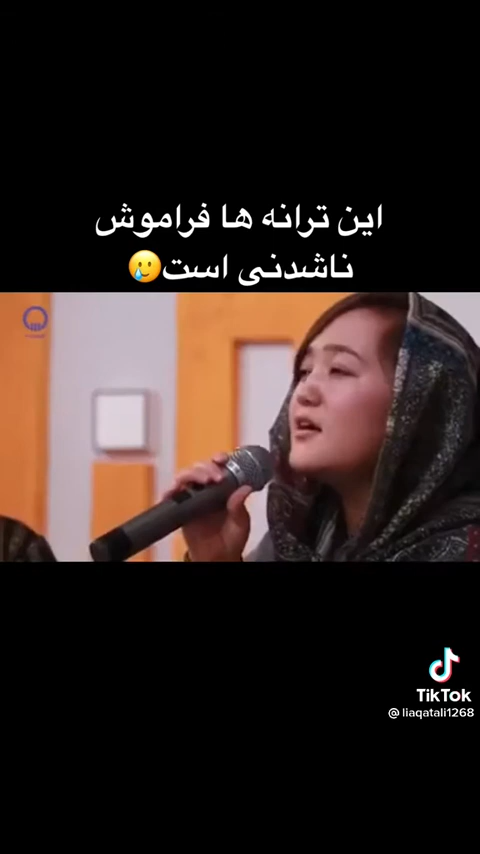 این ترانه ها فراموش
ناشدنی است🥲
TikTok
@liaqatali1268